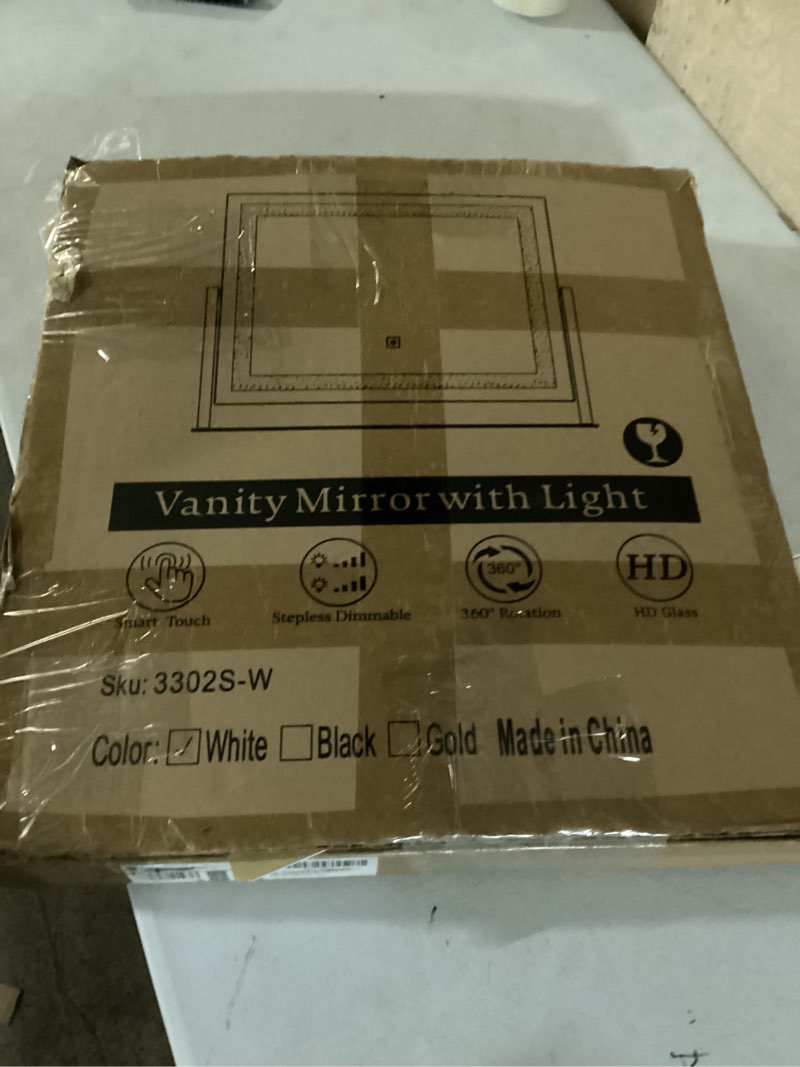 Vanity Mirror with Light
360°
HD
Smart Touch
Stepless Dimmable
360° Rotation
HD Glass
Sku: 3302S-W
Color: White Black Gold Made in China